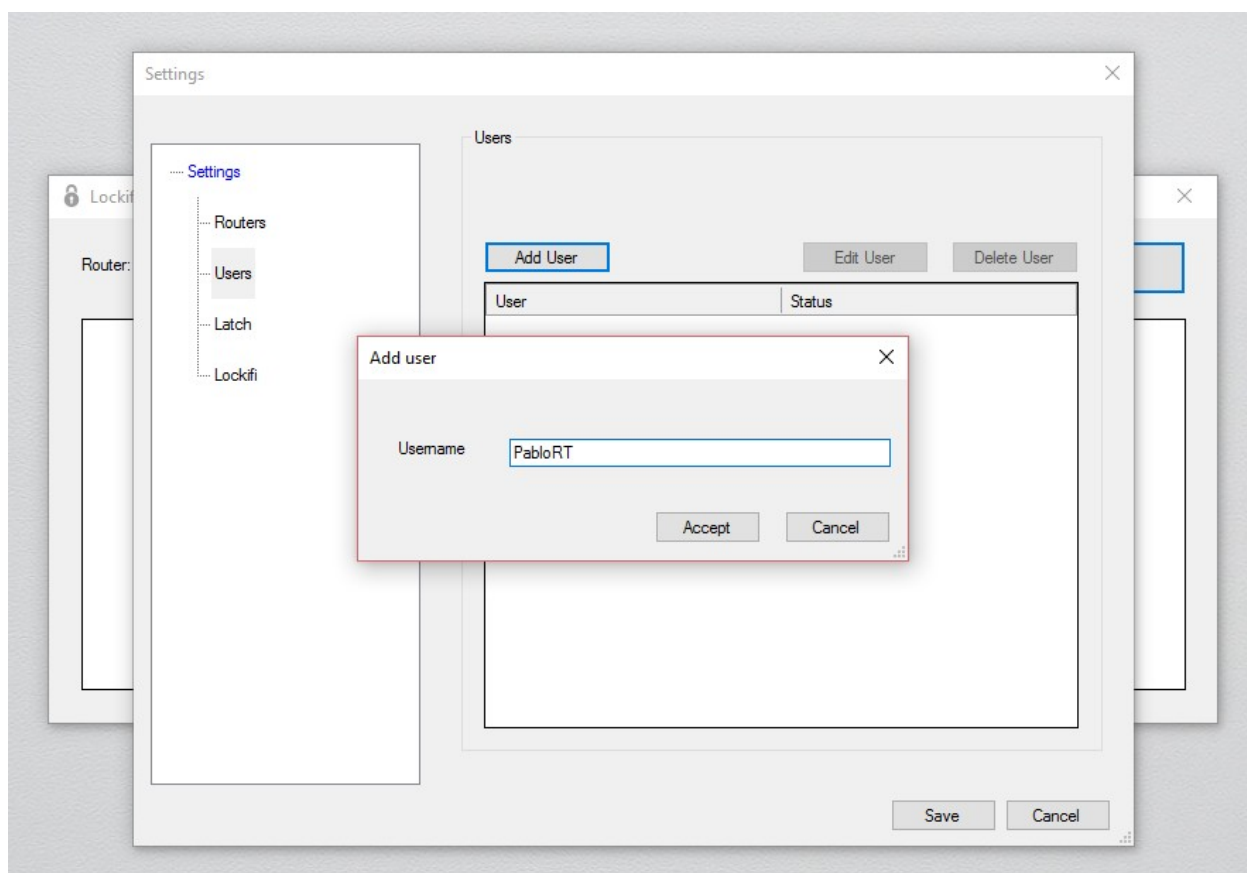 Settings
Users
Settings
Lockifi
Routers
Add User
Edit User
Delete User
Router:
Users
User
Status
Latch
Add user
Lockifi
Username
PabloRT
Accept
Cancel
Save
Cancel